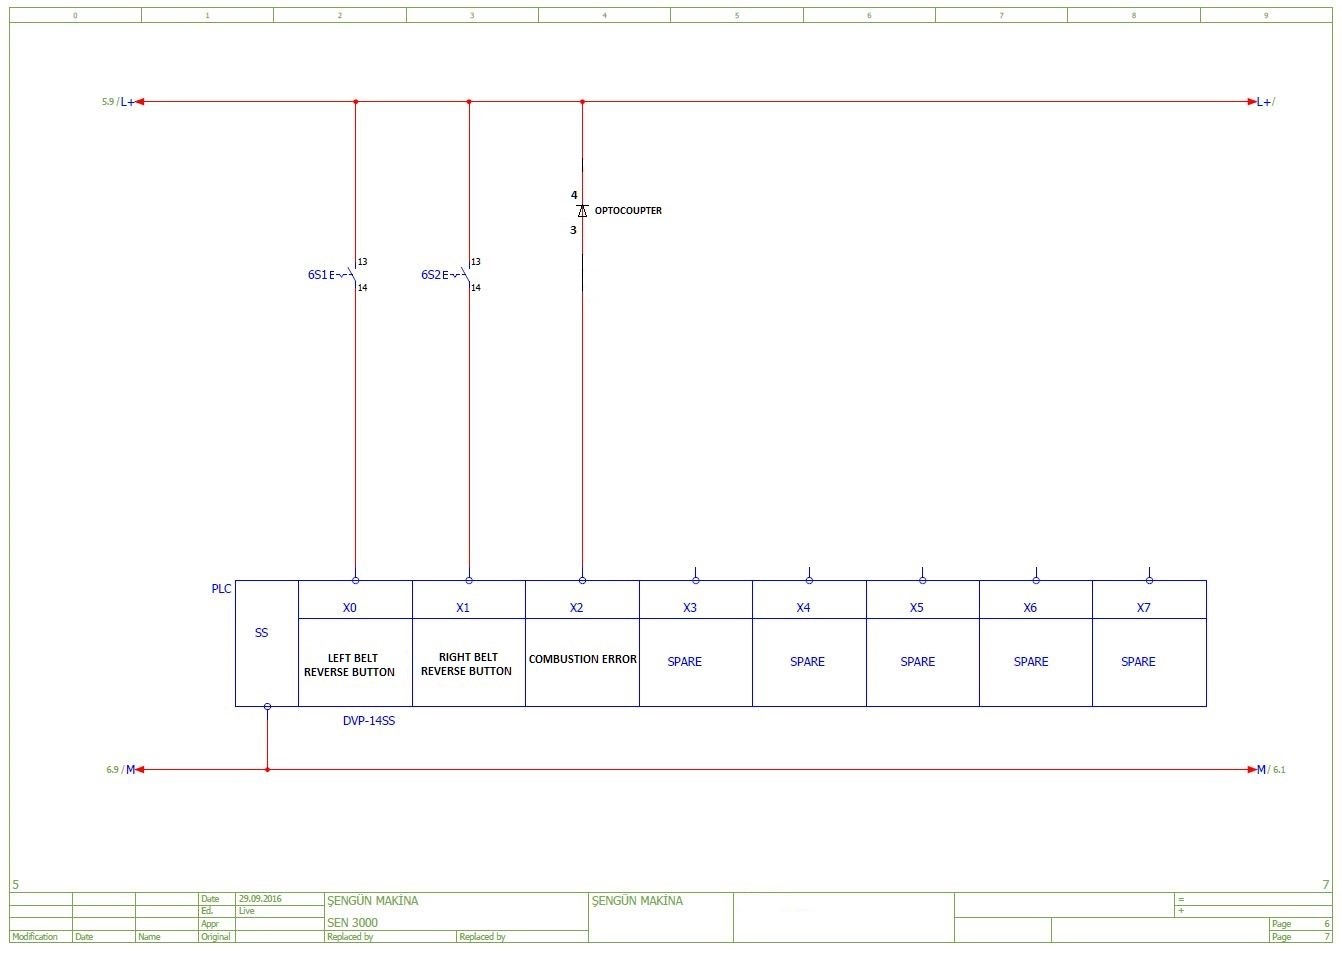 0 1 2 3 4 5 6 7 8 9
5.9 / L+ L+ /
4
OPTOCOUPTER
3
6S1 E 13
14
6S2 E 13
14
PLC
SS
X0 X1 X2 X3 X4 X5 X6 X7
LEFT BELT
REVERSE BUTTON
RIGHT BELT
REVERSE BUTTON
COMBUSTION ERROR
SPARE SPARE SPARE SPARE SPARE
DVP-14SS
6.9 / M M / 6.1
5 7
Date 29.09.2016 ŞENGÜN MAKİNA ŞENGÜN MAKİNA =
Ed. Live +
Appr SEN 3000 Page 6
Modification Date Name Original Replaced by Replaced by Page 7